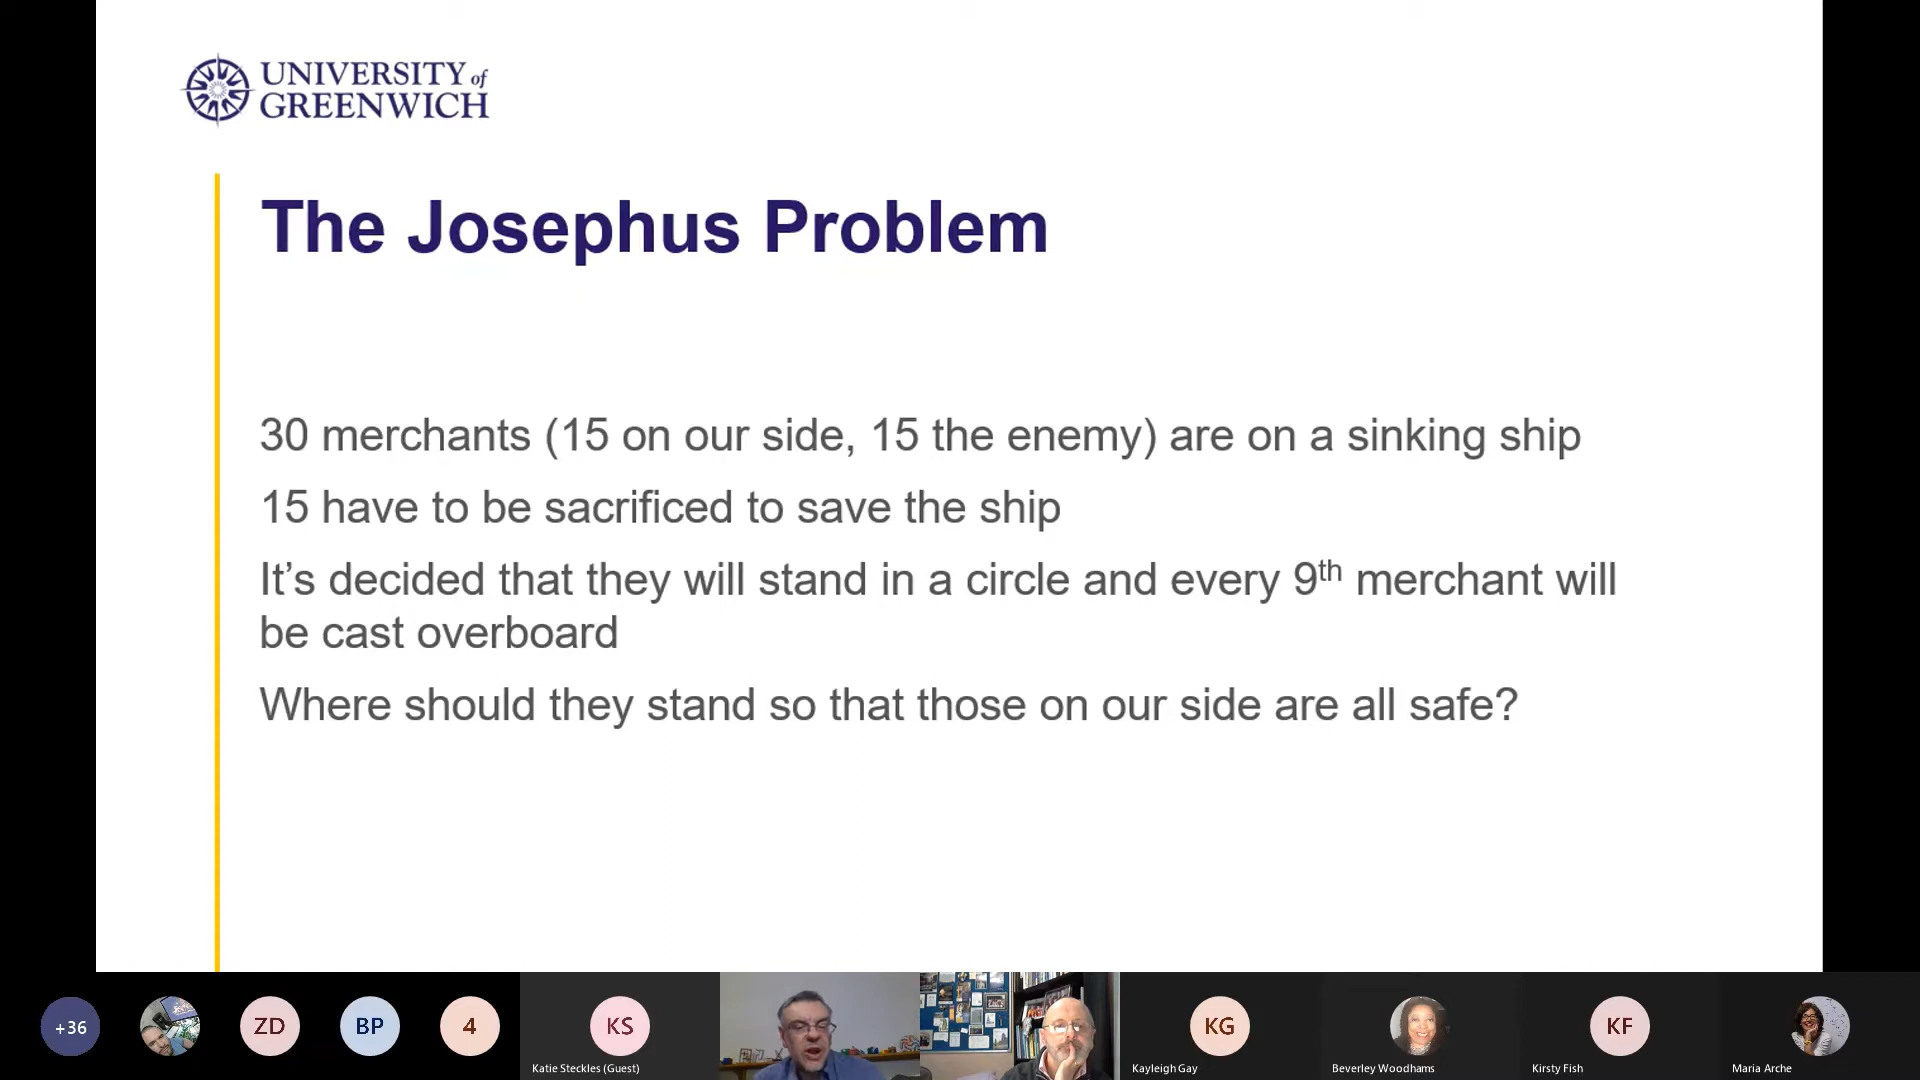 UNIVERSITY of
GREENWICH
The Josephus Problem
30 merchants (15 on our side, 15 the enemy) are on a sinking ship
15 have to be sacrificed to save the ship
It’s decided that they will stand in a circle and every 9th merchant will
be cast overboard
Where should they stand so that those on our side are all safe?
+36
ZD
BP
4
KS
Katie Steckles (Guest)
KG
Kayleigh Gay
Beverley Woodhams
KF
Kirsty Fish
Maria Arche